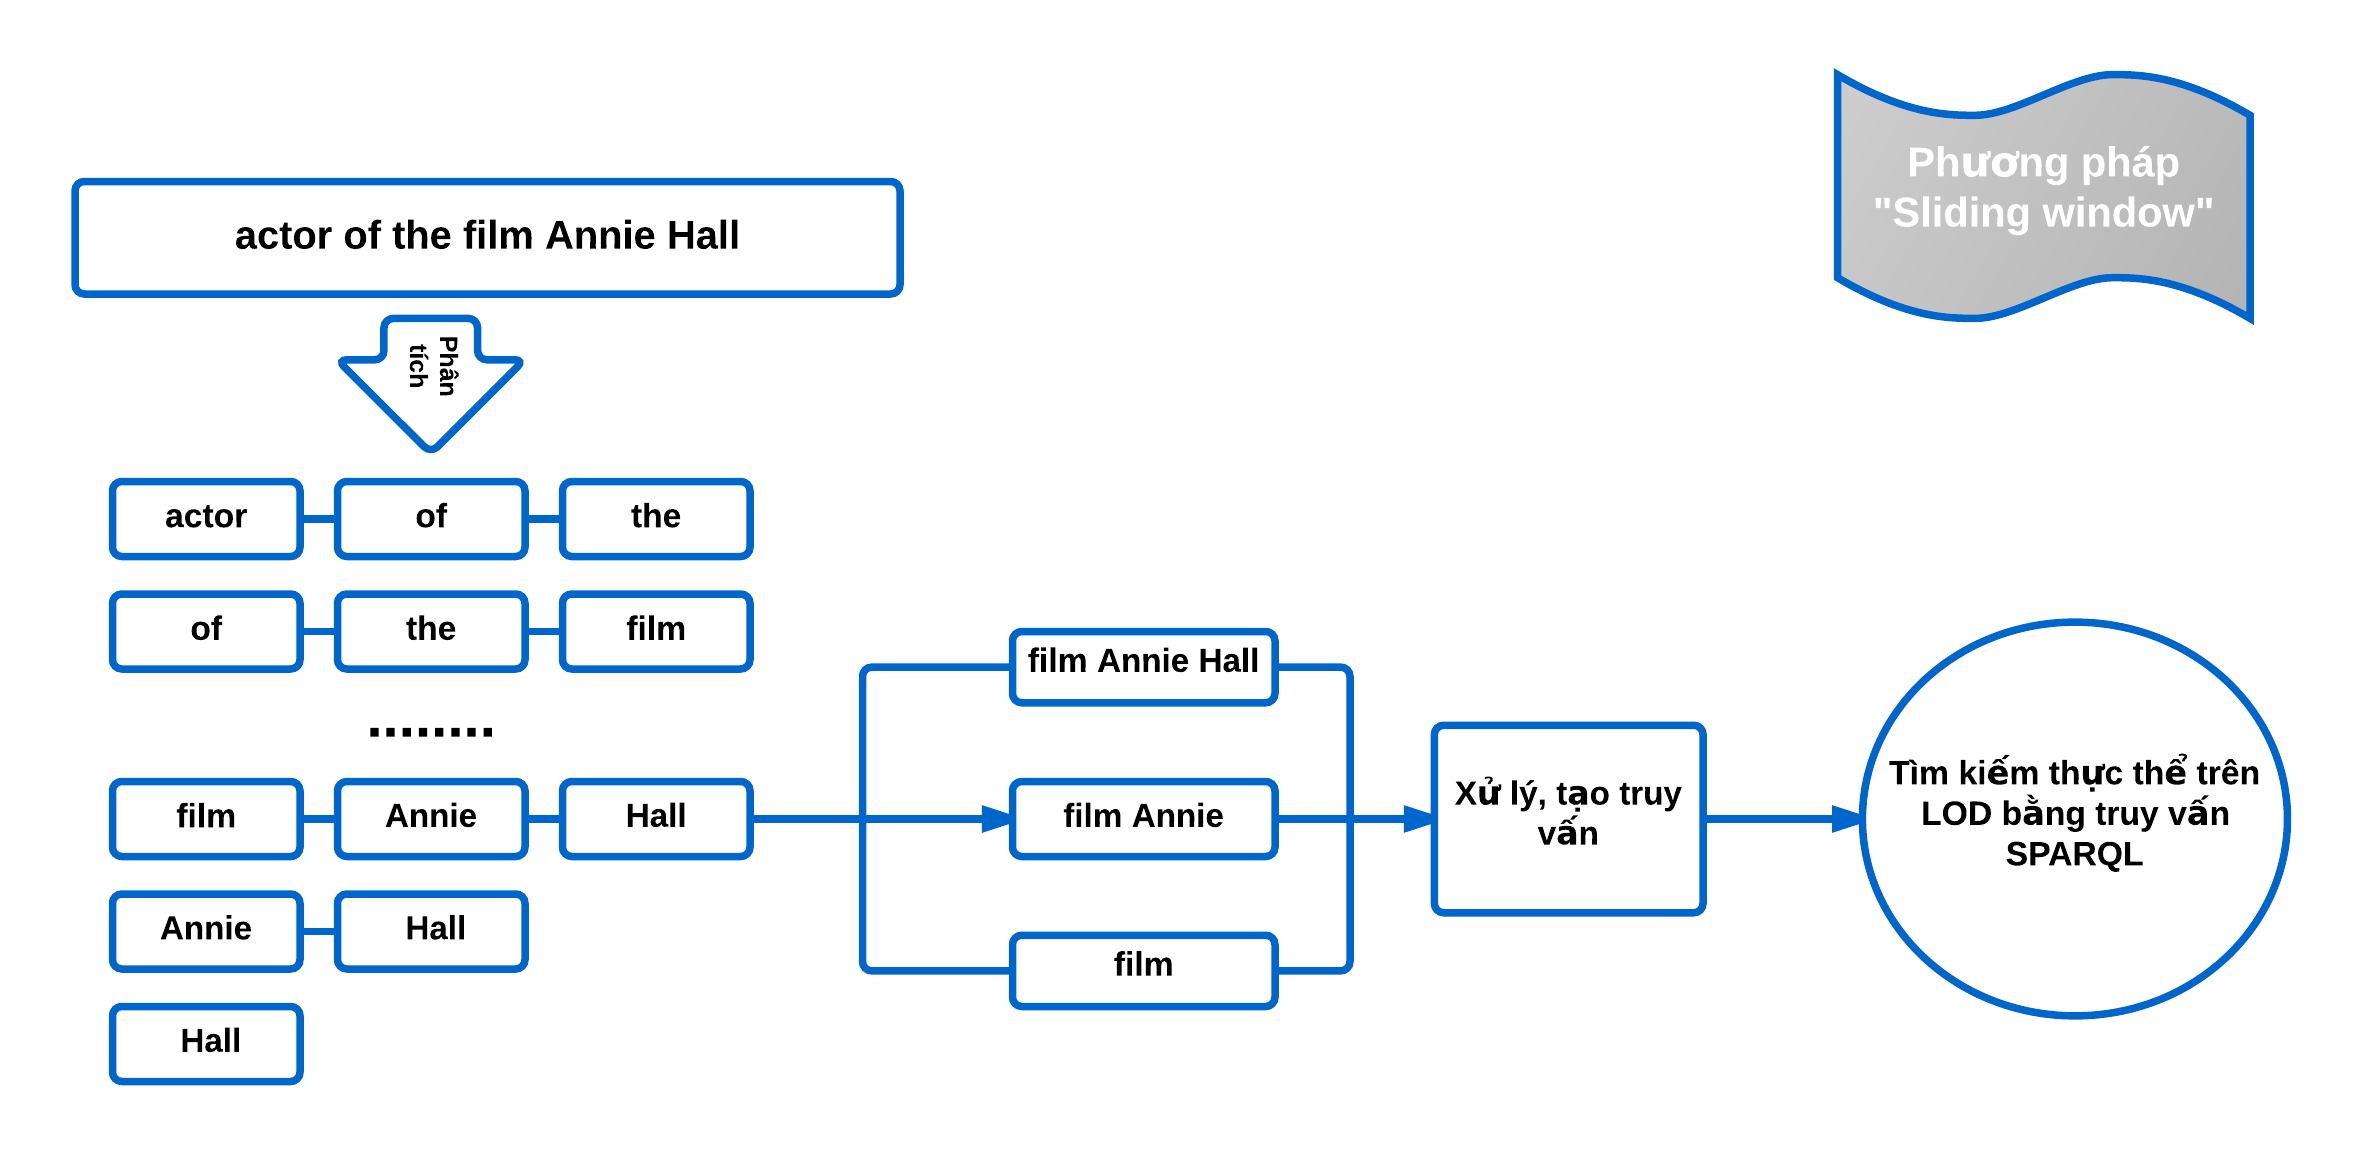 Phương pháp
"Sliding window"
actor of the film Annie Hall
Phân
tích
actor of the
of the film
........
film Annie Hall
Annie Hall
Hall
film Annie Hall
film Annie
film
Xử lý, tạo truy
vấn
Tìm kiếm thực thể trên
LOD bằng truy vấn
SPARQL